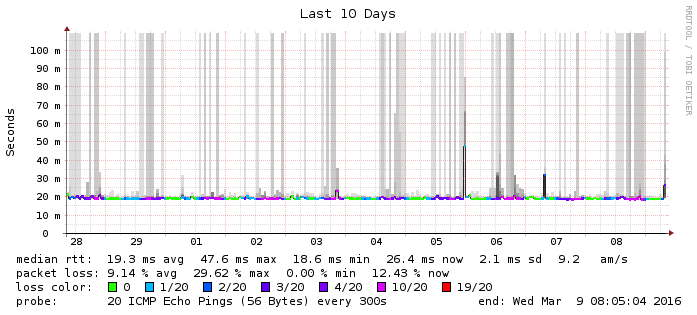 Last 10 Days
RRDTOOL / TOBI OETIKER
Seconds
100 m
90 m
80 m
70 m
60 m
50 m
40 m
30 m
20 m
10 m
0
28 29 01 02 03 04 05 06 07 08
median rtt: 19.3 ms avg 47.6 ms max 18.6 ms min 26.4 ms now 2.1 ms sd 9.2 am/s
packet loss: 9.14 % avg 29.62 % max 0.00 % min 12.43 % now
loss color: 0 1/20 2/20 3/20 4/20 10/20 19/20
probe: 20 ICMP Echo Pings (56 Bytes) every 300s end: Wed Mar 9 08:05:04 2016